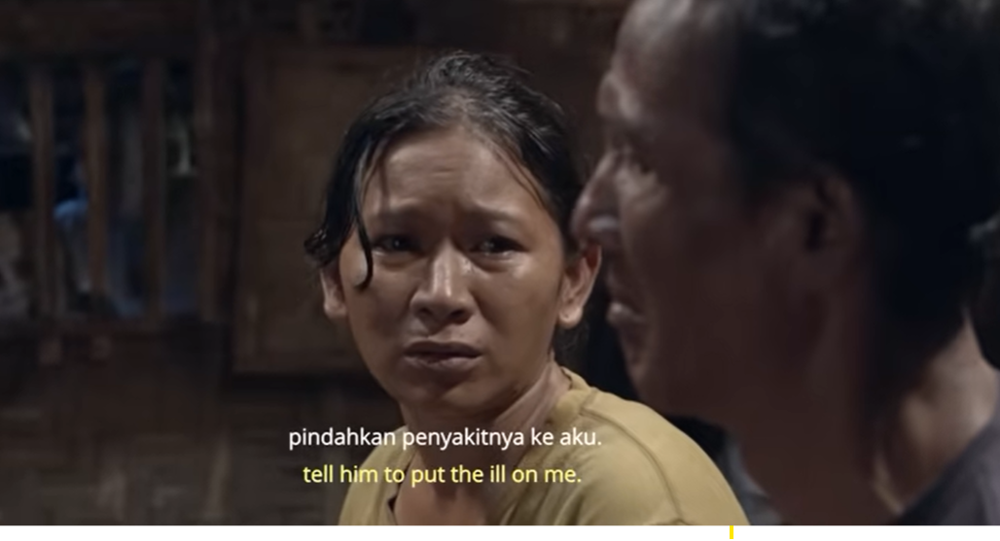 pindahkan penyakitnya ke aku.
tell him to put the ill on me.